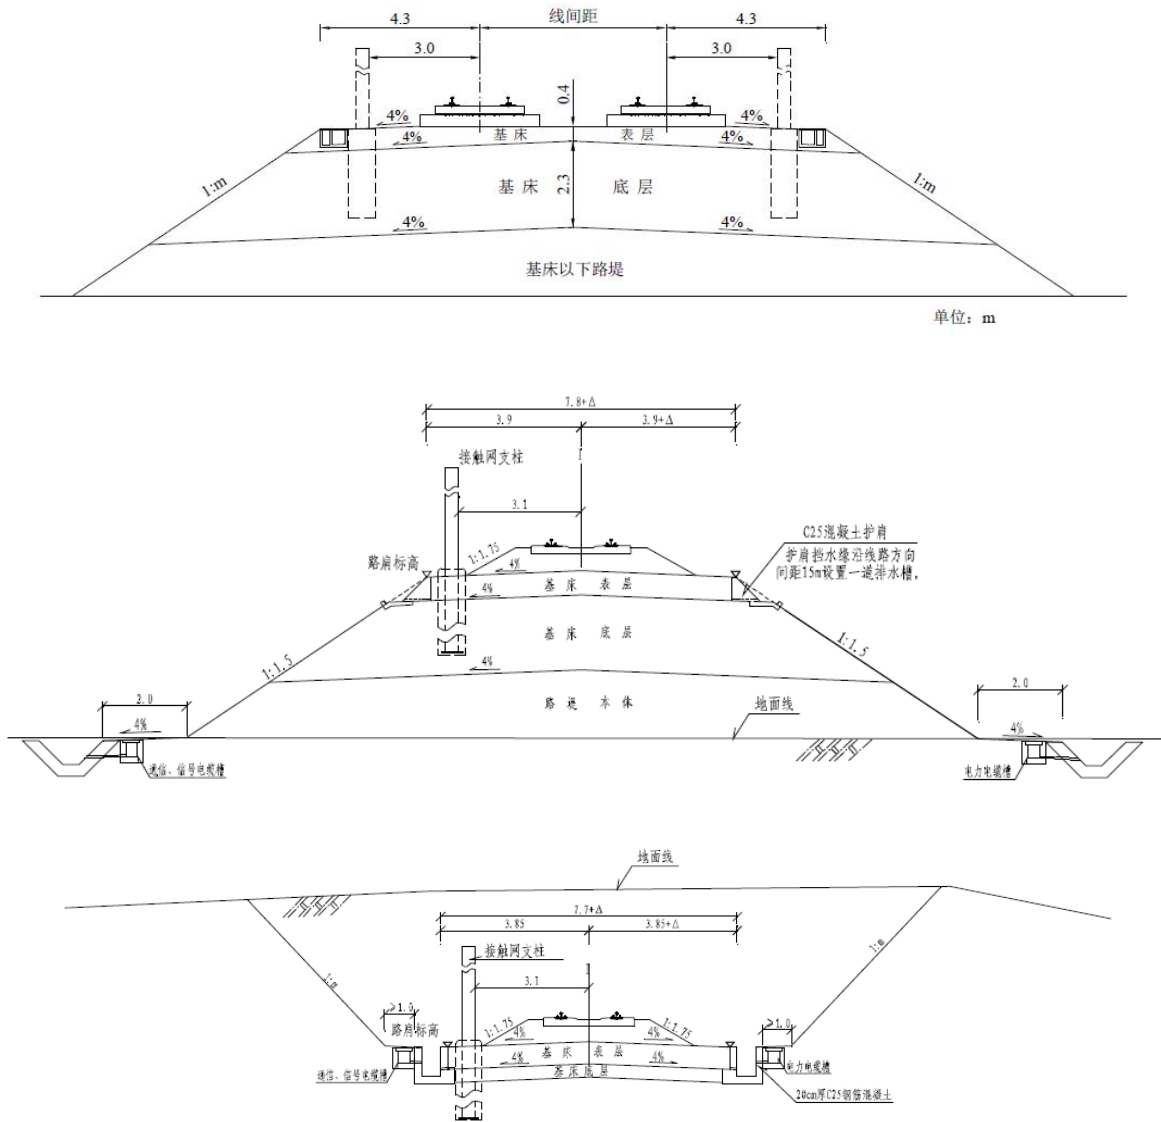 4.3 线间距 4.3
3.0 3.0
0.4
4% 4%
基床 表层
4% 4%
1:m 1:m
基床 底层
2.3
4% 4%
基床以下路堤
单位：m
7.8+Δ
3.9 3.9+Δ
接触网支柱 I
3.1
C25混凝土护肩
护肩挡水缘沿线路方向
间距15m设置一道排水槽。
1:1.75
路肩标高 4%
基床 表层
4%
基床 底层
1:1.5 1:1.5
4%
2.0 2.0
路堤 本体 地面线
4% 4%
通信、信号电缆槽 电力电缆槽
地面线
7.7+Δ
3.85 3.85+Δ
接触网支柱
1:m 1:m
3.1
≥1.0 ≥1.0
路肩标高 1:1.75 4% 4% 1:1.75
4% 基床 表层 4%
基床底层
通信、信号电缆槽 电力电缆槽
20cm厚C25钢筋混凝土